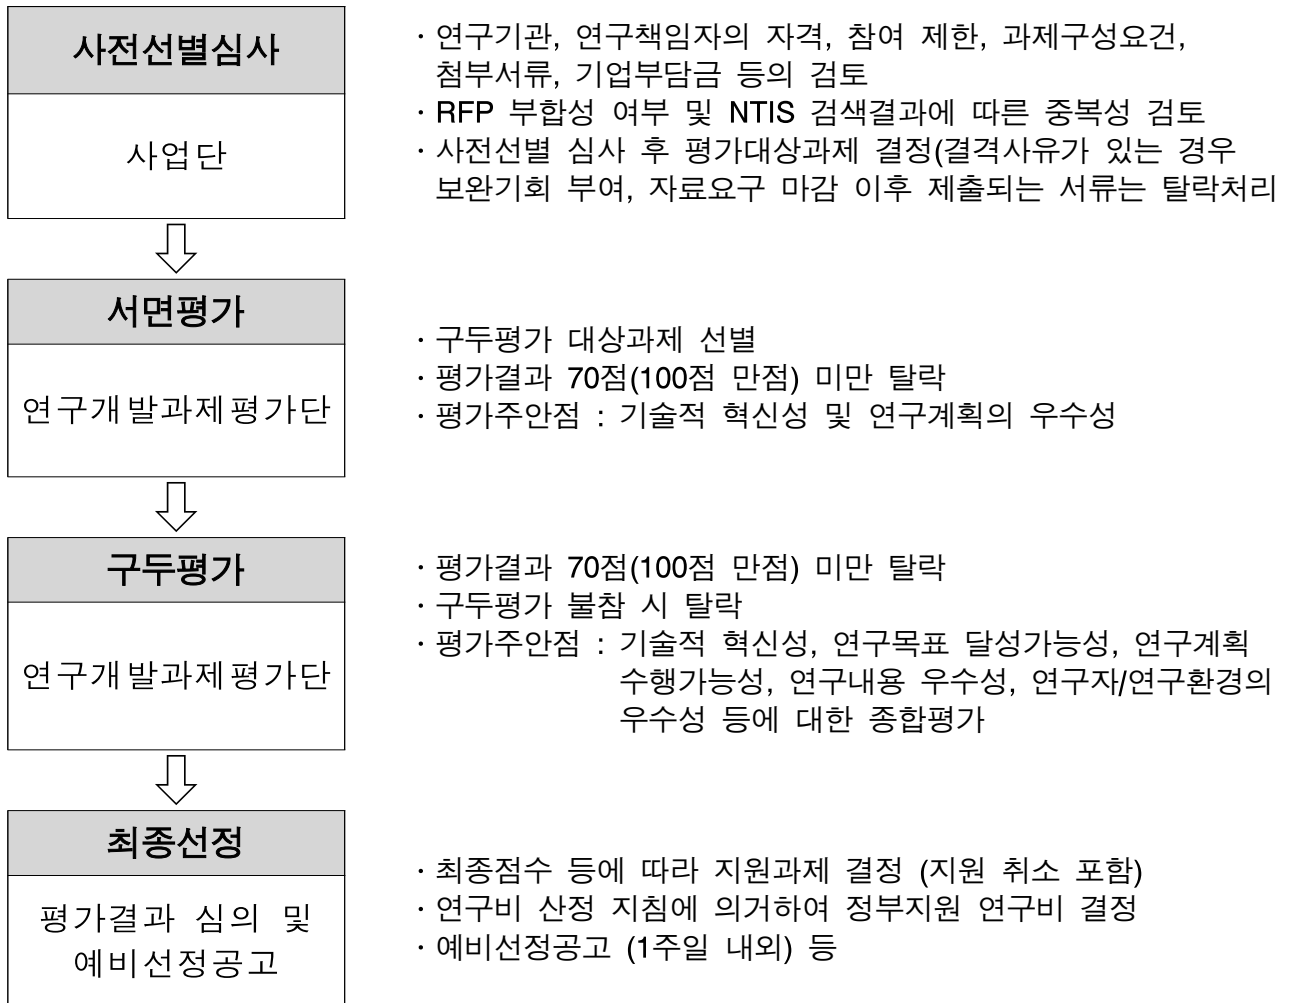 사전선별심사
사업단
· 연구기관, 연구책임자의 자격, 참여 제한, 과제구성요건,
첨부서류, 기업부담금 등의 검토
· RFP 부합성 여부 및 NTIS 검색결과에 따른 중복성 검토
· 사전선별 심사 후 평가대상과제 결정(결격사유가 있는 경우
보완기회 부여, 자료요구 마감 이후 제출되는 서류는 탈락처리
서면평가
연구개발과제평가단
· 구두평가 대상과제 선별
· 평가결과 70점(100점 만점) 미만 탈락
· 평가주안점 : 기술적 혁신성 및 연구계획의 우수성
구두평가
연구개발과제평가단
· 평가결과 70점(100점 만점) 미만 탈락
· 구두평가 불참 시 탈락
· 평가주안점 : 기술적 혁신성, 연구목표 달성가능성, 연구계획
수행가능성, 연구내용 우수성, 연구자/연구환경의
우수성 등에 대한 종합평가
최종선정
평가결과 심의 및
예비선정공고
· 최종점수 등에 따라 지원과제 결정 (지원 취소 포함)
· 연구비 산정 지침에 의거하여 정부지원 연구비 결정
· 예비선정공고 (1주일 내외) 등